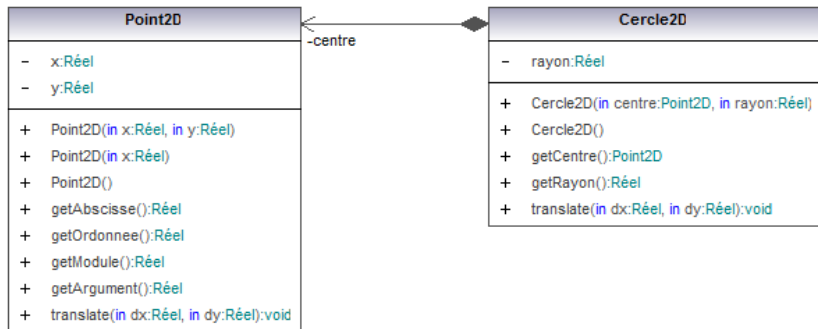 Point2D
- x:Réel
- y:Réel
+ Point2D(in x:Réel, in y:Réel)
+ Point2D(in x:Réel)
+ Point2D()
+ getAbscisse():Réel
+ getOrdonnee():Réel
+ getModule():Réel
+ getArgument():Réel
+ translate(in dx:Réel, in dy:Réel):void
-centre
Cercle2D
- rayon:Réel
+ Cercle2D(in centre:Point2D, in rayon:Réel)
+ Cercle2D()
+ getCentre():Point2D
+ getRayon():Réel
+ translate(in dx:Réel, in dy:Réel):void